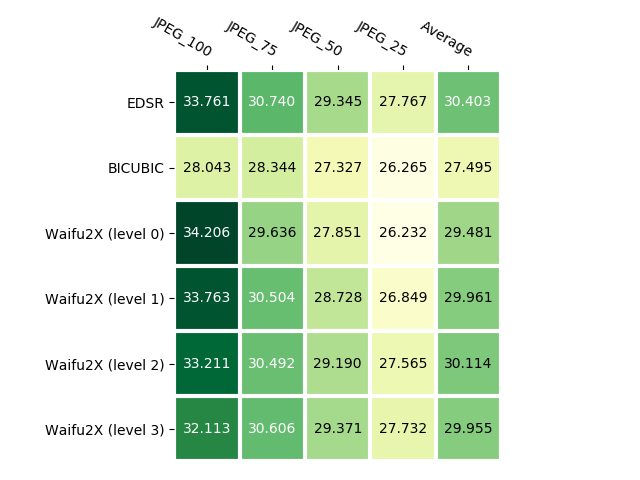 JPEG_100 JPEG_75 JPEG_50 JPEG_25 Average
EDSR 33.761 30.740 29.345 27.767 30.403
BICUBIC 28.043 28.344 27.327 26.265 27.495
Waifu2X (level 0) 34.206 29.636 27.851 26.232 29.481
Waifu2X (level 1) 33.763 30.504 28.728 26.849 29.961
Waifu2X (level 2) 33.211 30.492 29.190 27.565 30.114
Waifu2X (level 3) 32.113 30.606 29.371 27.732 29.955